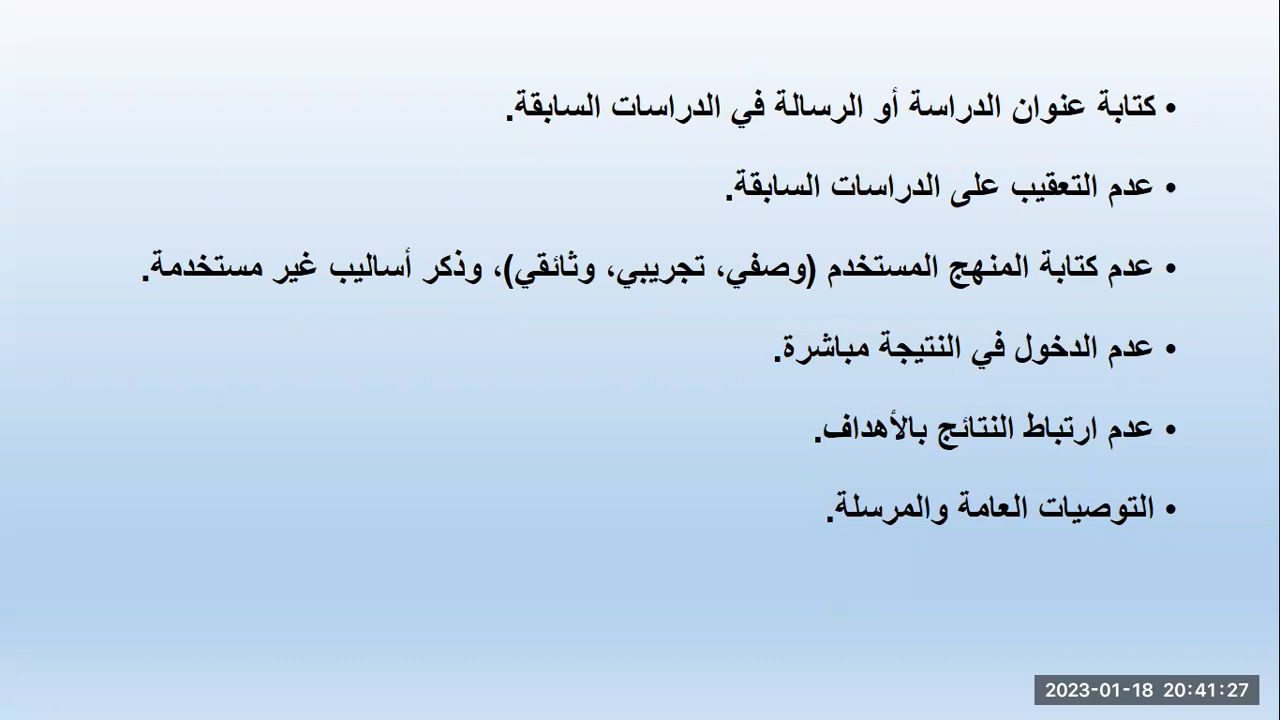 • كتابة عنوان الدراسة أو الرسالة في الدراسات السابقة.
• عدم التعقيب على الدراسات السابقة.
• عدم كتابة المنهج المستخدم (وصفي، تجريبي، وثائقي)، وذكر أساليب غير مستخدمة.
• عدم الدخول في النتيجة مباشرة.
• عدم ارتباط النتائج بالأهداف.
• التوصيات العامة والمرسلة.
2023-01-18 20:41:27